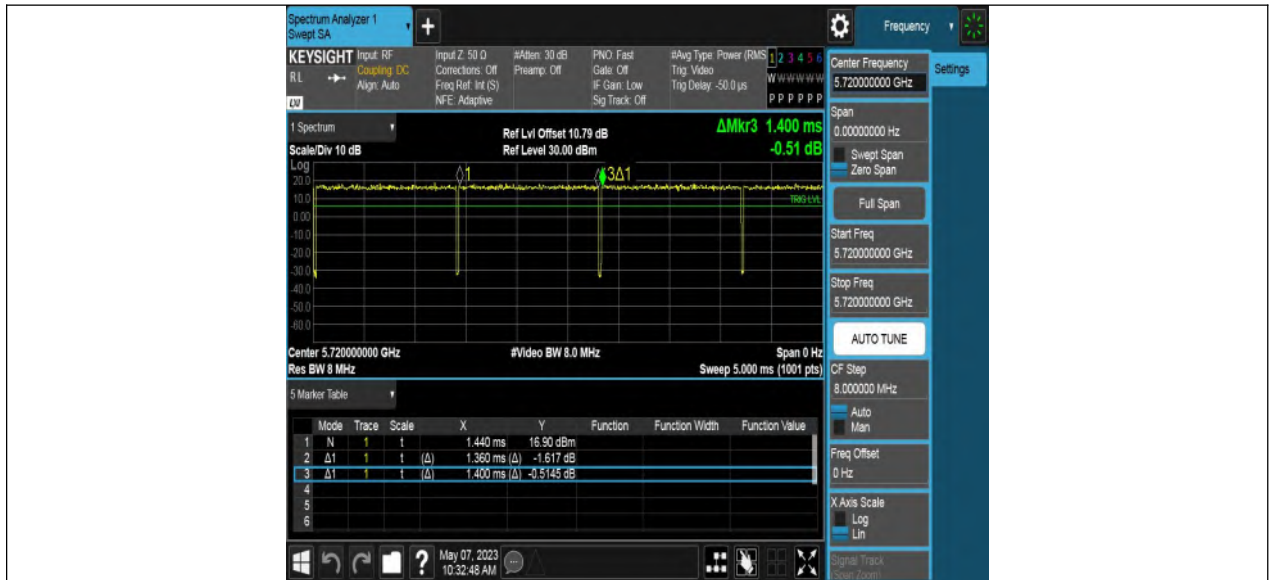 Spectrum Analyzer 1
Swept SA
+
Frequency
KEYSIGHT Input: RF Input Z: 50 Ω #Atten: 30 dB PNO: Fast #Avg Type: Power (RMS 1 2 3 4 5 6
RL Coupling: DC Corrections: Off Preamp: Off Gate: Off Trig: Video W W W W W W
Align: Auto Freq Ref: Int (S) IF Gain: Low Trig Delay: -50.0 µs P P P P P P
NFE: Adaptive Sig Track: Off
LXI
1 Spectrum
Ref Lvl Offset 10.79 dB ΔMkr3 1.400 ms
Scale/Div 10 dB Ref Level 30.00 dBm -0.51 dB
Log
1 3Δ1
20.0
10.0 TRIG LVL
0.00
-10.0
-20.0
-30.0
-40.0
-50.0
-60.0
Center 5.720000000 GHz #Video BW 8.0 MHz Span 0 Hz
Res BW 8 MHz Sweep 5.000 ms (1001 pts)
5 Marker Table
Mode Trace Scale X Y Function Function Width Function Value
1 N 1 t 1.440 ms 16.90 dBm
2 Δ1 1 t (Δ) 1.360 ms (Δ) -1.617 dB
3 Δ1 1 t (Δ) 1.400 ms (Δ) -0.5145 dB
4
5
6
?
May 07, 2023
10:32:48 AM
Center Frequency
5.720000000 GHz
Settings
Span
0.00000000 Hz
Swept Span
Zero Span
Full Span
Start Freq
5.720000000 GHz
Stop Freq
5.720000000 GHz
AUTO TUNE
CF Step
8.000000 MHz
Auto
Man
Freq Offset
0 Hz
X Axis Scale
Log
Lin
Signal Track
(Span Zoom)